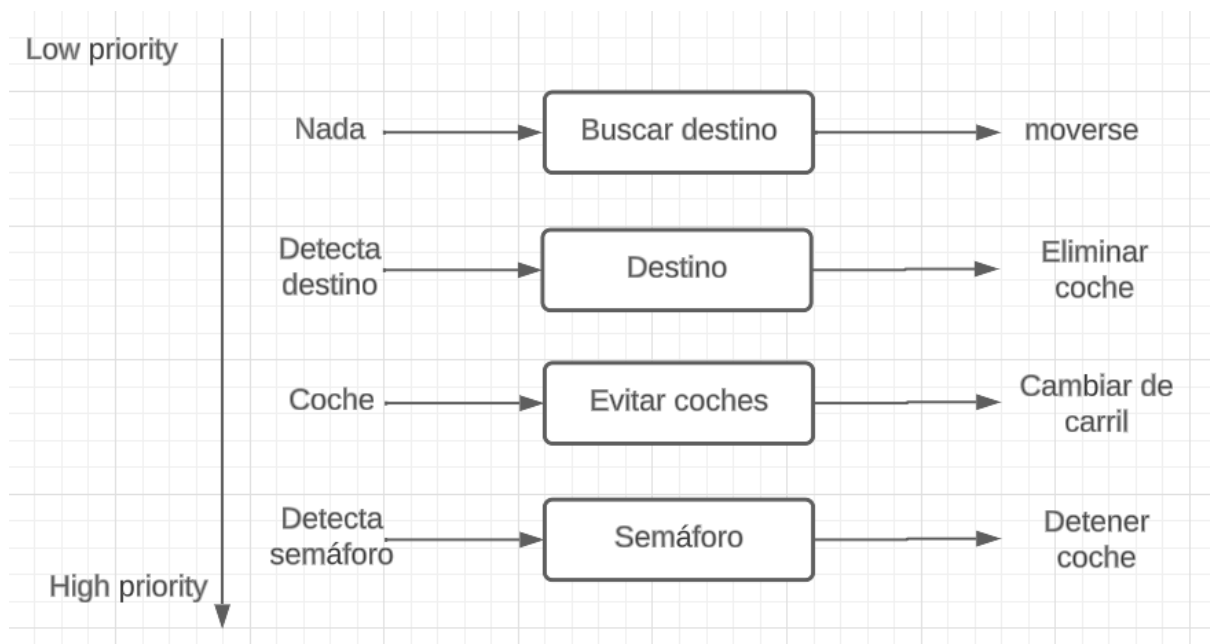 Low priority
Nada
Buscar destino
moverse
Detecta
destino
Destino
Eliminar
coche
Coche
Evitar coches
Cambiar de
carril
Detecta
semáforo
Semáforo
Detener
coche
High priority